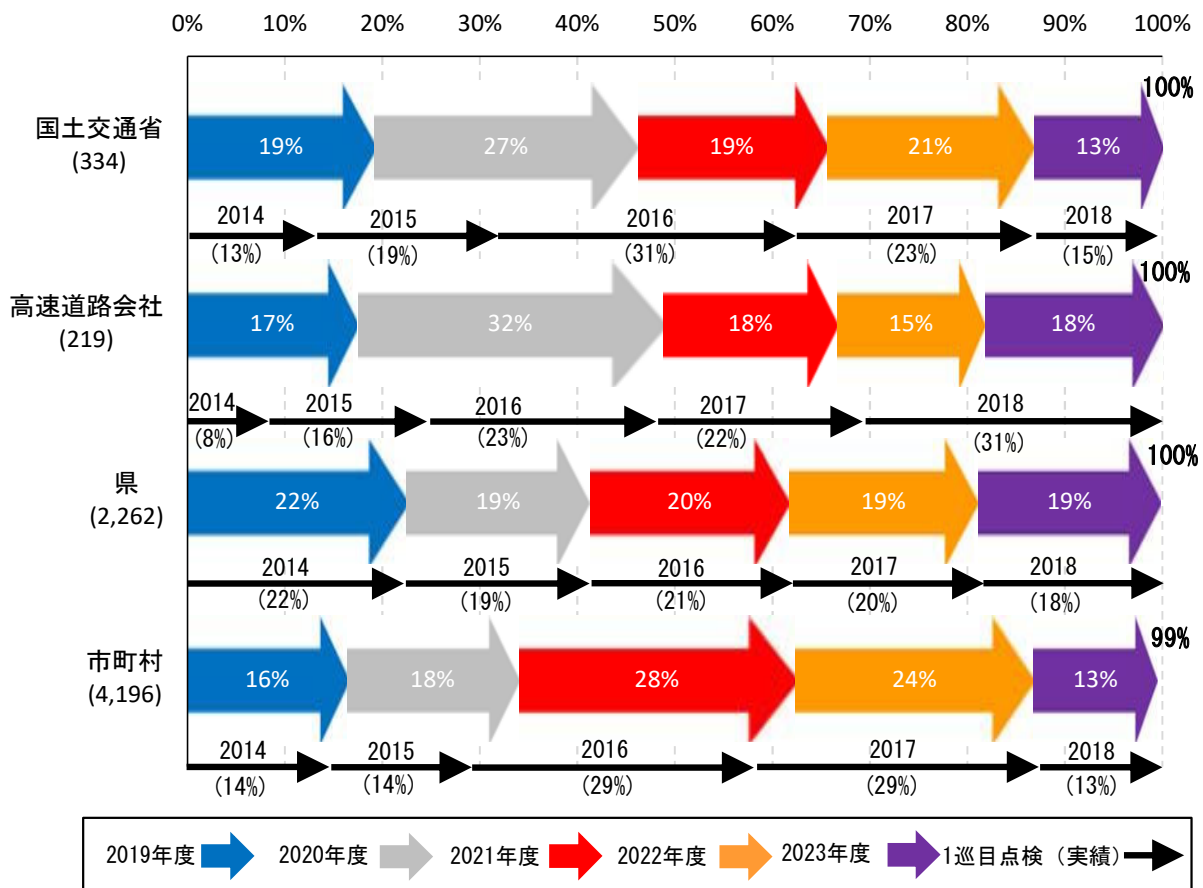 0% 10% 20% 30% 40% 50% 60% 70% 80% 90% 100%
100%
国土交通省
(334)
19% 27% 19% 21% 13%
2014 2015 2016 2017 2018
(13%) (19%) (31%) (23%) (15%)
100%
高速道路会社
(219)
17% 32% 18% 15% 18%
2014 2015 2016 2017 2018
(8%) (16%) (23%) (22%) (31%)
100%
県
(2,262)
22% 19% 20% 19% 19%
2014 2015 2016 2017 2018
(22%) (19%) (21%) (20%) (18%)
99%
市町村
(4,196)
16% 18% 28% 24% 13%
2014 2015 2016 2017 2018
(14%) (14%) (29%) (29%) (13%)
2019年度 2020年度 2021年度 2022年度 2023年度 1巡目点検（実績）